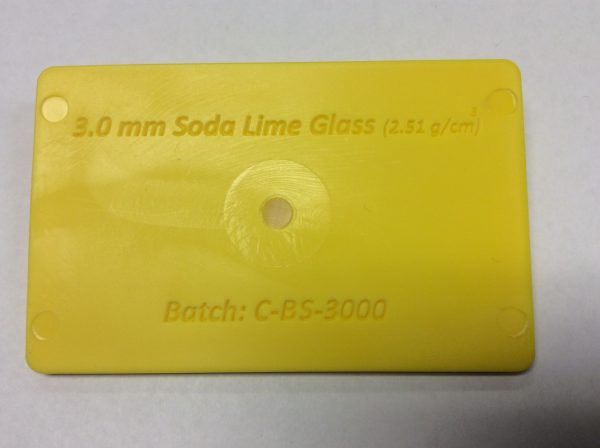 3.0 mm Soda Lime Glass (2.51 g/cm³)
Batch: C-BS-3000